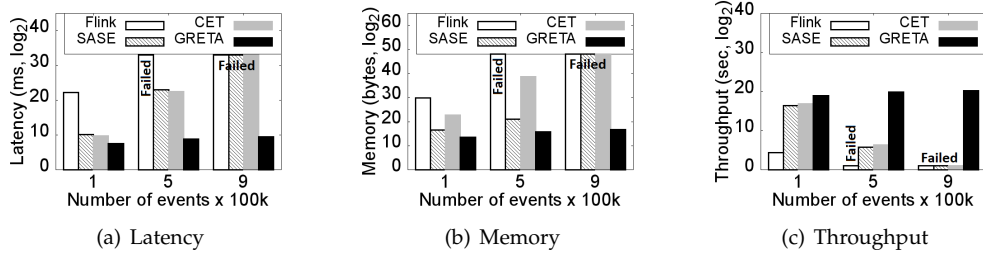 Latency (ms, log2)
45
30
20
10
0
Flink CET
SASE GRETA
Failed
Failed
1 5 9
Number of events x 100k
(a) Latency
Memory (bytes, log2)
65
50
40
30
20
10
0
Flink CET
SASE GRETA
Failed
Failed
1 5 9
Number of events x 100k
(b) Memory
Throughput (sec, log2)
40
30
20
10
0
Flink CET
SASE GRETA
Failed
Failed
1 5 9
Number of events x 100k
(c) Throughput